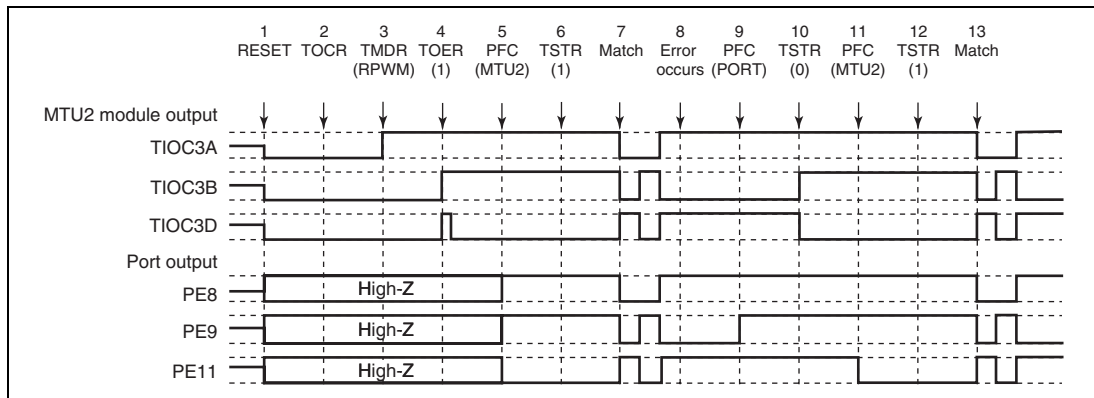 1 2 3 4 5 6 7 8 9 10 11 12 13
RESET TOCR TMDR TOER PFC TSTR Match Error PFC TSTR PFC TSTR Match
(RPWM) (1) (MTU2) (1) occurs (PORT) (0) (MTU2) (1)
MTU2 module output
TIOC3A
TIOC3B
TIOC3D
Port output
PE8 High-Z
PE9 High-Z
PE11 High-Z